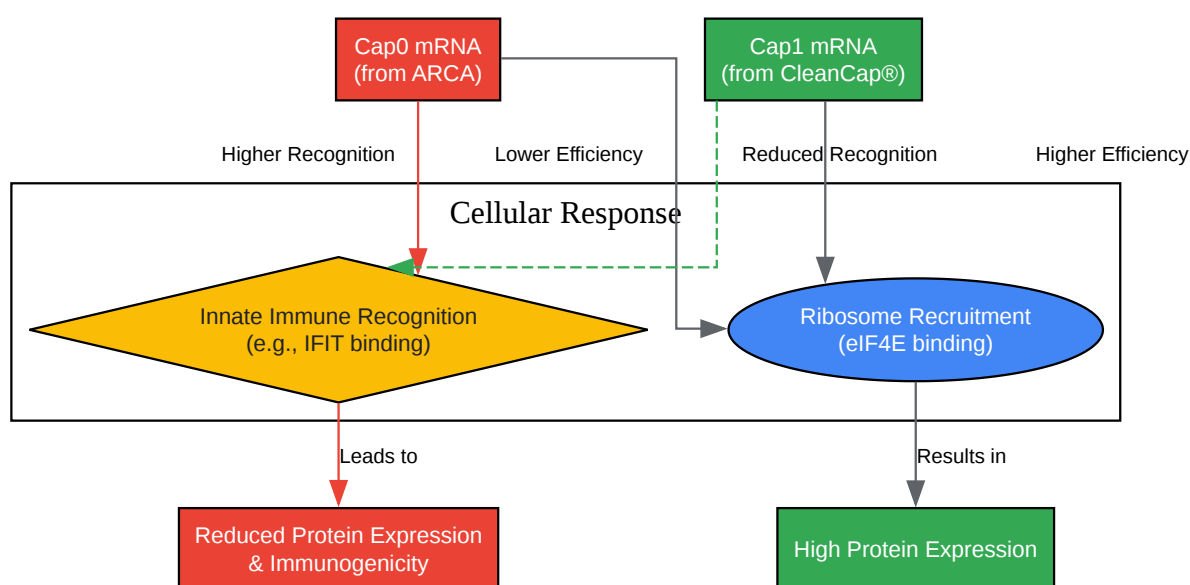 Cap0 mRNA
(from ARCA)
Cap1 mRNA
(from CleanCap®)
Higher Recognition
Lower Efficiency
Reduced Recognition
Higher Efficiency
Cellular Response
Innate Immune Recognition
(e.g., IFIT binding)
Ribosome Recruitment
(eIF4E binding)
Leads to
Results in
Reduced Protein Expression
& Immunogenicity
High Protein Expression